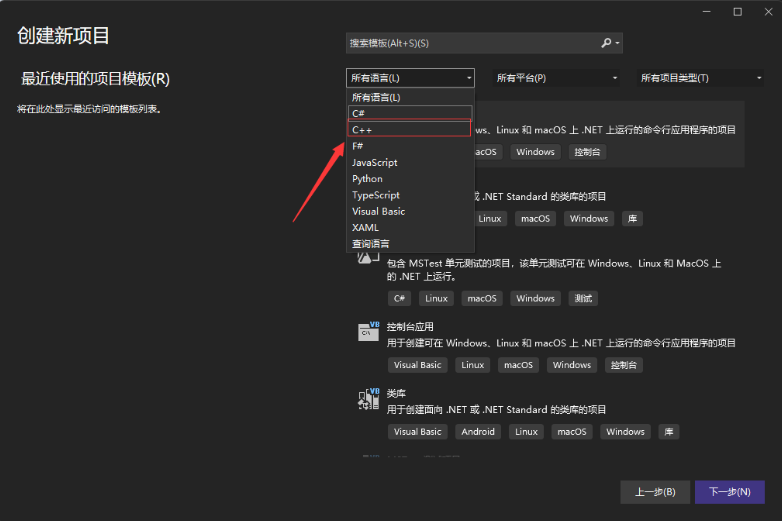 创建新项目
搜索模板(Alt+S)(S)
最近使用的项目模板(R)
所有语言(L)
所有平台(P)
所有项目类型(T)
将在此处显示最近访问的模板列表。
所有语言(L)
C#
C++
F#
JavaScript
Python
TypeScript
Visual Basic
XAML
查询语言
ws、Linux 和 macOS 上 .NET 上运行的命令行应用程序的项目
acOS Windows 控制台
或 .NET Standard 的类库的项目
Linux macOS Windows 库
包含 MSTest 单元测试的项目，该单元测试可在 Windows、Linux 和 MacOS 上
的 .NET 上运行。
C# Linux macOS Windows 测试
控制台应用
用于创建可在 Windows、Linux 和 macOS 上 .NET 上运行的命令行应用程序的项目
Visual Basic Linux macOS Windows 控制台
类库
用于创建面向 .NET 或 .NET Standard 的类库的项目
Visual Basic Android Linux macOS Windows 库
上一步(B)
下一步(N)